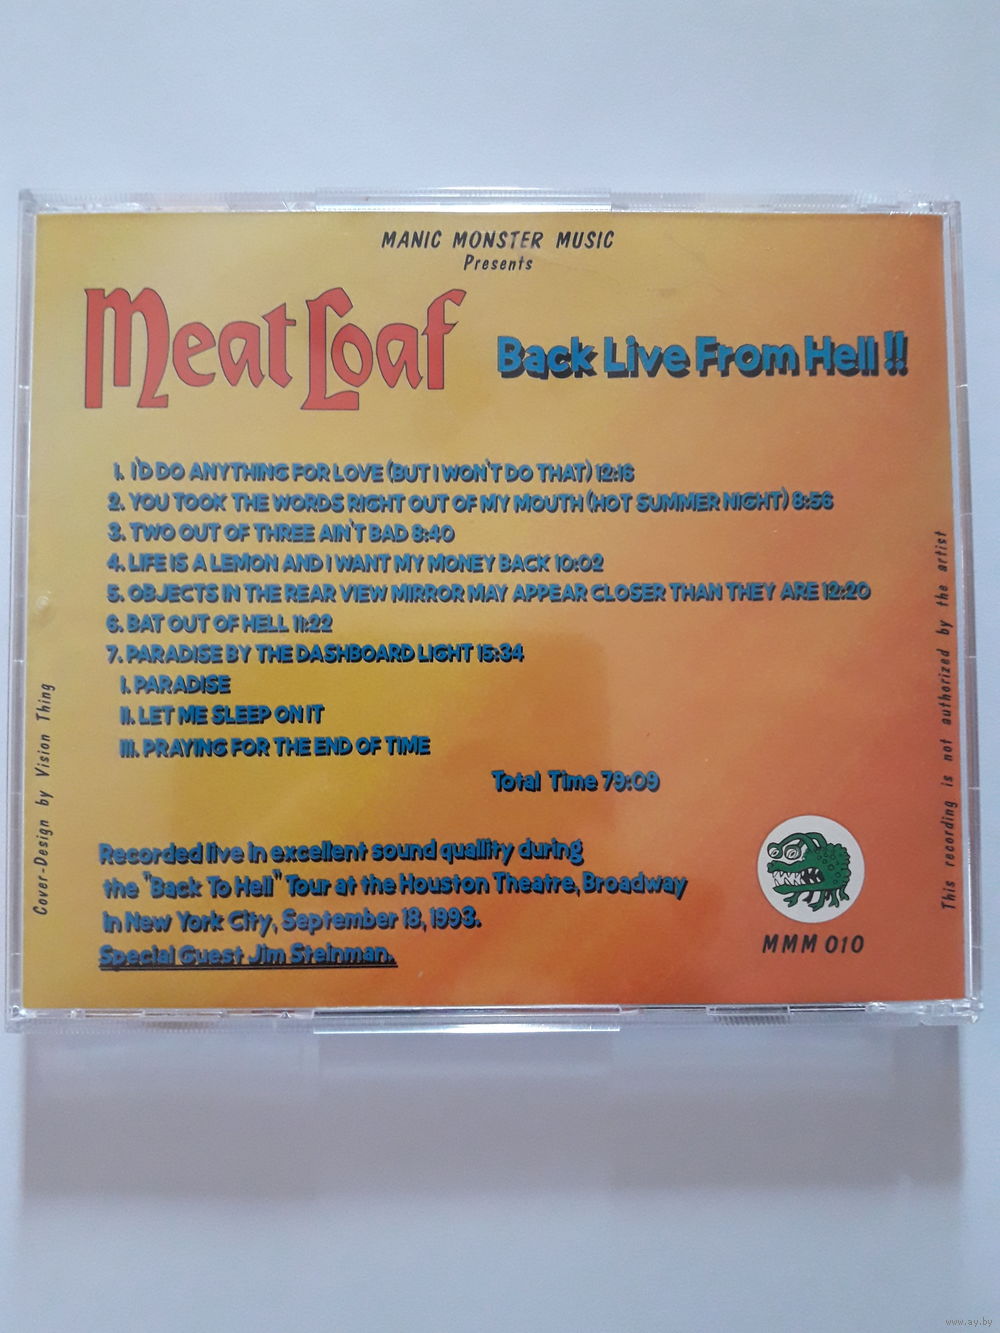 MANIC MONSTER MUSIC
Presents
Meat Loaf
Back Live From Hell !!
1. I'D DO ANYTHING FOR LOVE (BUT I WON'T DO THAT) 12:16
2. YOU TOOK THE WORDS RIGHT OUT OF MY MOUTH (HOT SUMMER NIGHT) 8:56
3. TWO OUT OF THREE AIN'T BAD 8:40
4. LIFE IS A LEMON AND I WANT MY MONEY BACK 10:02
5. OBJECTS IN THE REAR VIEW MIRROR MAY APPEAR CLOSER THAN THEY ARE 12:20
6. BAT OUT OF HELL 11:22
7. PARADISE BY THE DASHBOARD LIGHT 15:34
I. PARADISE
II. LET ME SLEEP ON IT
III. PRAYING FOR THE END OF TIME
Total Time 79:09
Recorded live in excellent sound quallity during
the "Back To Hell" Tour at the Houston Theatre, Broadway
in New York City, September 18, 1993.
Special Guest Jim Steinman.
MMM 010
Cover-Design by Vision Thing
This recording is not authorized by the artist
www.ay.by